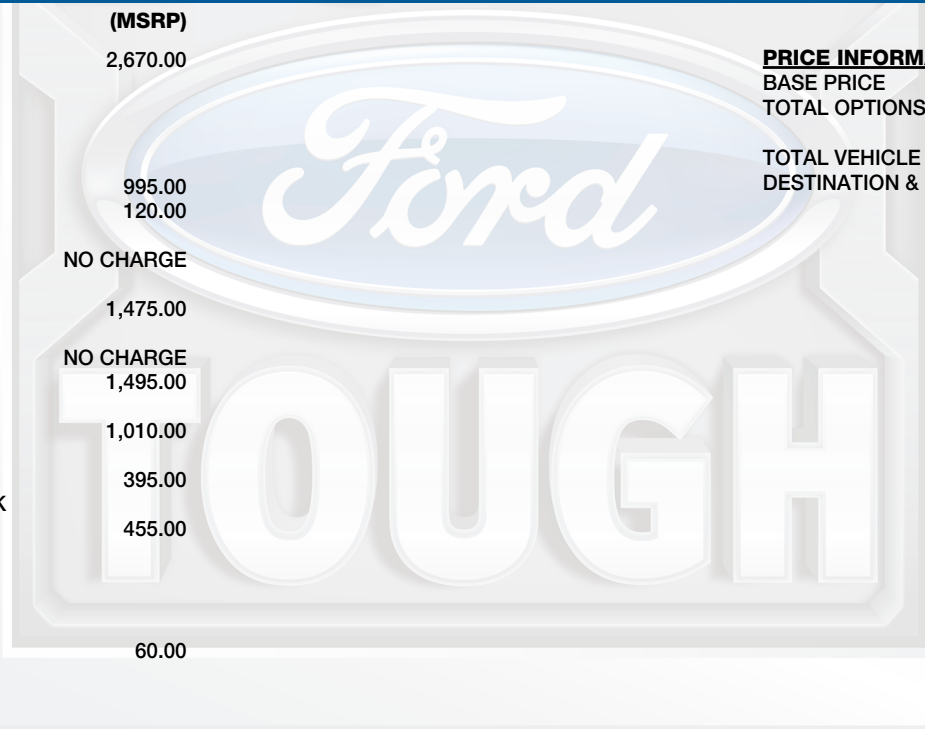 (MSRP)
2,670.00
995.00
120.00
NO CHARGE
1,475.00
NO CHARGE
1,495.00
1,010.00
395.00
K
455.00
60.00
PRICE INFORMA
BASE PRICE
TOTAL OPTIONS
TOTAL VEHICLE
DESTINATION &
Ford
TOUGH